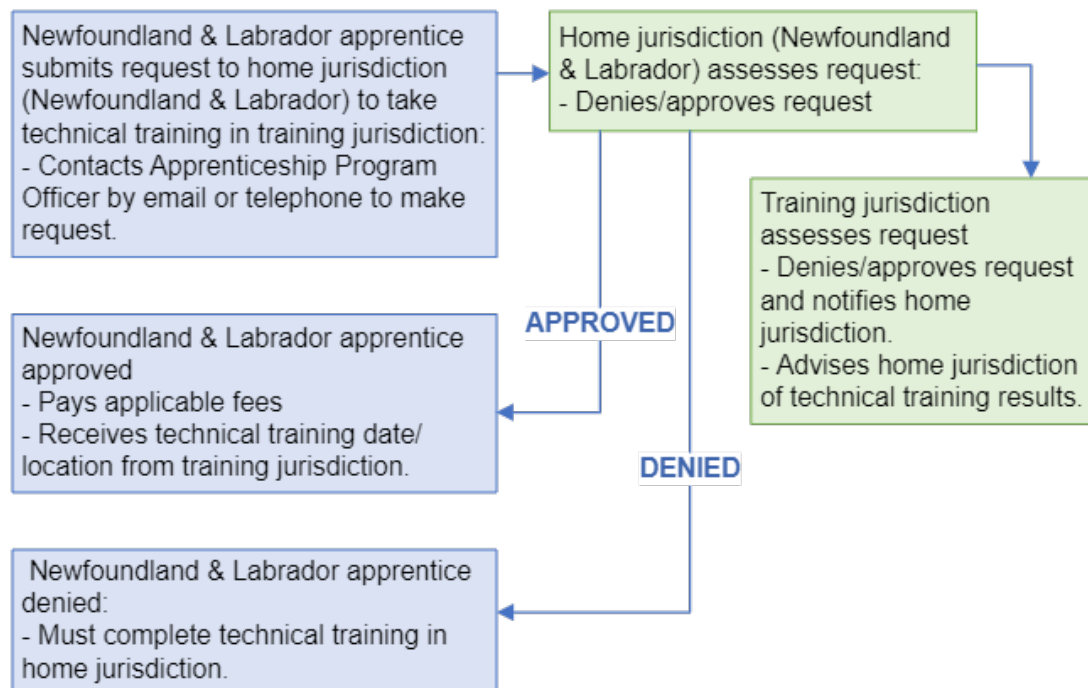 Newfoundland & Labrador apprentice
submits request to home jurisdiction
(Newfoundland & Labrador) to take
technical training in training jurisdiction:
- Contacts Apprenticeship Program
Officer by email or telephone to make
request.
Home jurisdiction (Newfoundland
& Labrador) assesses request:
- Denies/approves request
Training jurisdiction
assesses request
- Denies/approves request
and notifies home
jurisdiction.
- Advises home jurisdiction
of technical training results.
APPROVED
Newfoundland & Labrador apprentice
approved
- Pays applicable fees
- Receives technical training date/
location from training jurisdiction.
DENIED
Newfoundland & Labrador apprentice
denied:
- Must complete technical training in
home jurisdiction.